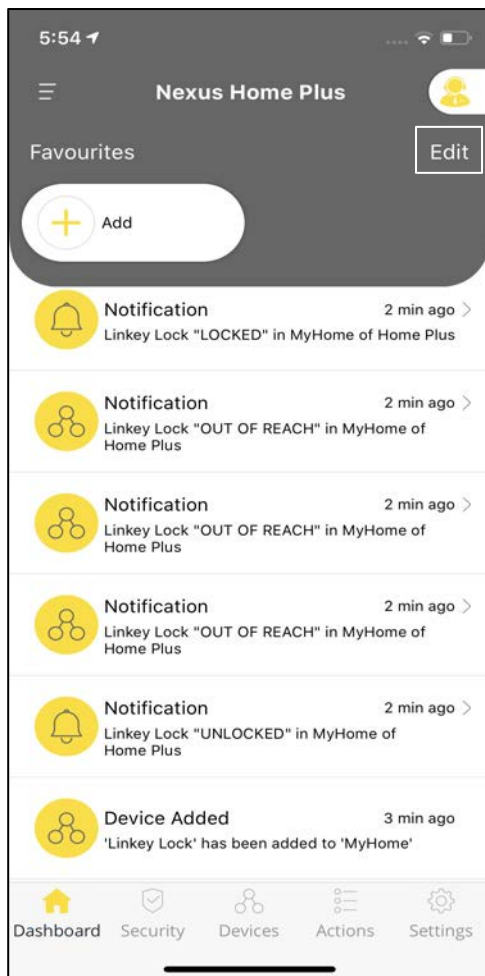 5:54
Nexus Home Plus
Favourites Edit
Add
Notification 2 min ago
Linkey Lock "LOCKED" in MyHome of Home Plus
Notification 2 min ago
Linkey Lock "OUT OF REACH" in MyHome of
Home Plus
Notification 2 min ago
Linkey Lock "OUT OF REACH" in MyHome of
Home Plus
Notification 2 min ago
Linkey Lock "OUT OF REACH" in MyHome of
Home Plus
Notification 2 min ago
Linkey Lock "UNLOCKED" in MyHome of
Home Plus
Device Added 3 min ago
'Linkey Lock' has been added to 'MyHome'
Dashboard Security Devices Actions Settings